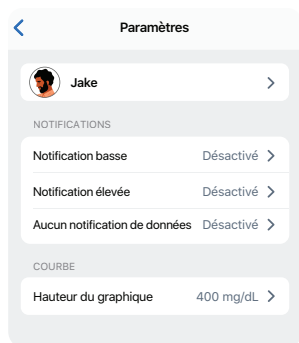 Paramètres
Jake
NOTIFICATIONS
Notification basse Désactivé
Notification élevée Désactivé
Aucun notification de données Désactivé
COURBE
Hauteur du graphique 400 mg/dL